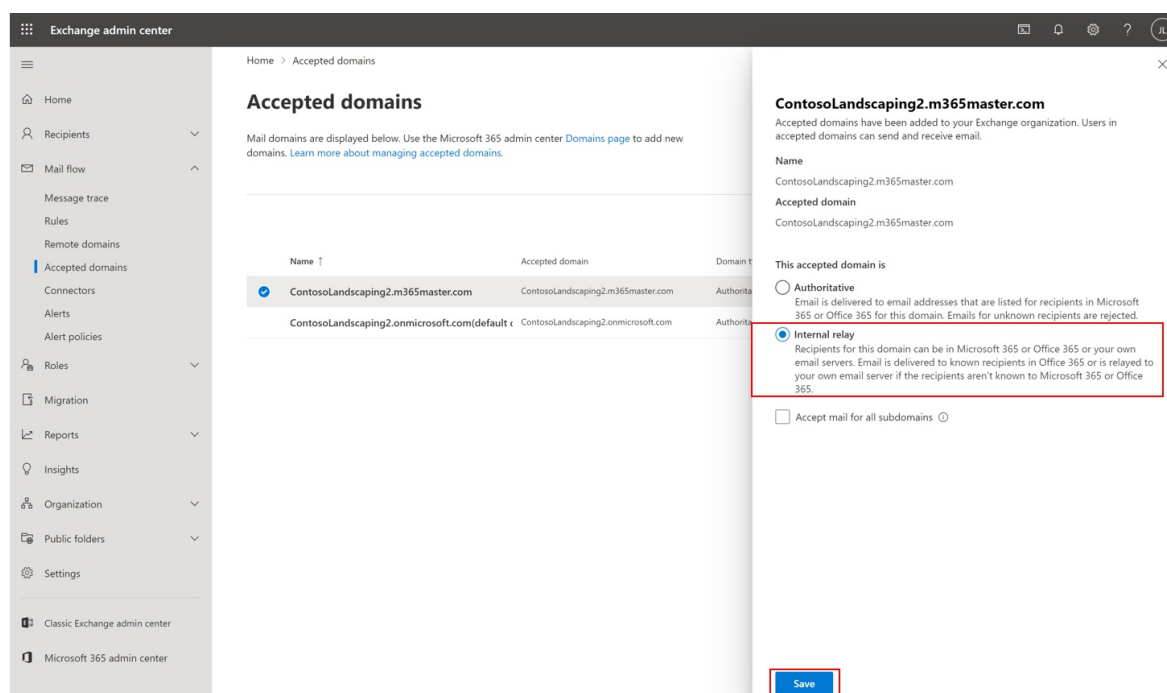 Exchange admin center
?
JL
Home
Recipients
Mail flow
Message trace
Rules
Remote domains
Accepted domains
Connectors
Alerts
Alert policies
Roles
Migration
Reports
Insights
Organization
Public folders
Settings
Classic Exchange admin center
Microsoft 365 admin center
Home > Accepted domains
Accepted domains
Mail domains are displayed below. Use the Microsoft 365 admin center Domains page to add new
domains. Learn more about managing accepted domains.
Name ↑ Accepted domain Domain t
ContosoLandscaping2.m365master.com ContosoLandscaping2.m365master.com Authorita
ContosoLandscaping2.onmicrosoft.com(default ContosoLandscaping2.onmicrosoft.com Authorita
ContosoLandscaping2.m365master.com
Accepted domains have been added to your Exchange organization. Users in
accepted domains can send and receive email.
Name
ContosoLandscaping2.m365master.com
Accepted domain
ContosoLandscaping2.m365master.com
This accepted domain is
Authoritative
Email is delivered to email addresses that are listed for recipients in Microsoft
365 or Office 365 for this domain. Emails for unknown recipients are rejected.
Internal relay
Recipients for this domain can be in Microsoft 365 or Office 365 or your own
email servers. Email is delivered to known recipients in Office 365 or is relayed to
your own email server if the recipients aren't known to Microsoft 365 or Office
365.
Accept mail for all subdomains
Save